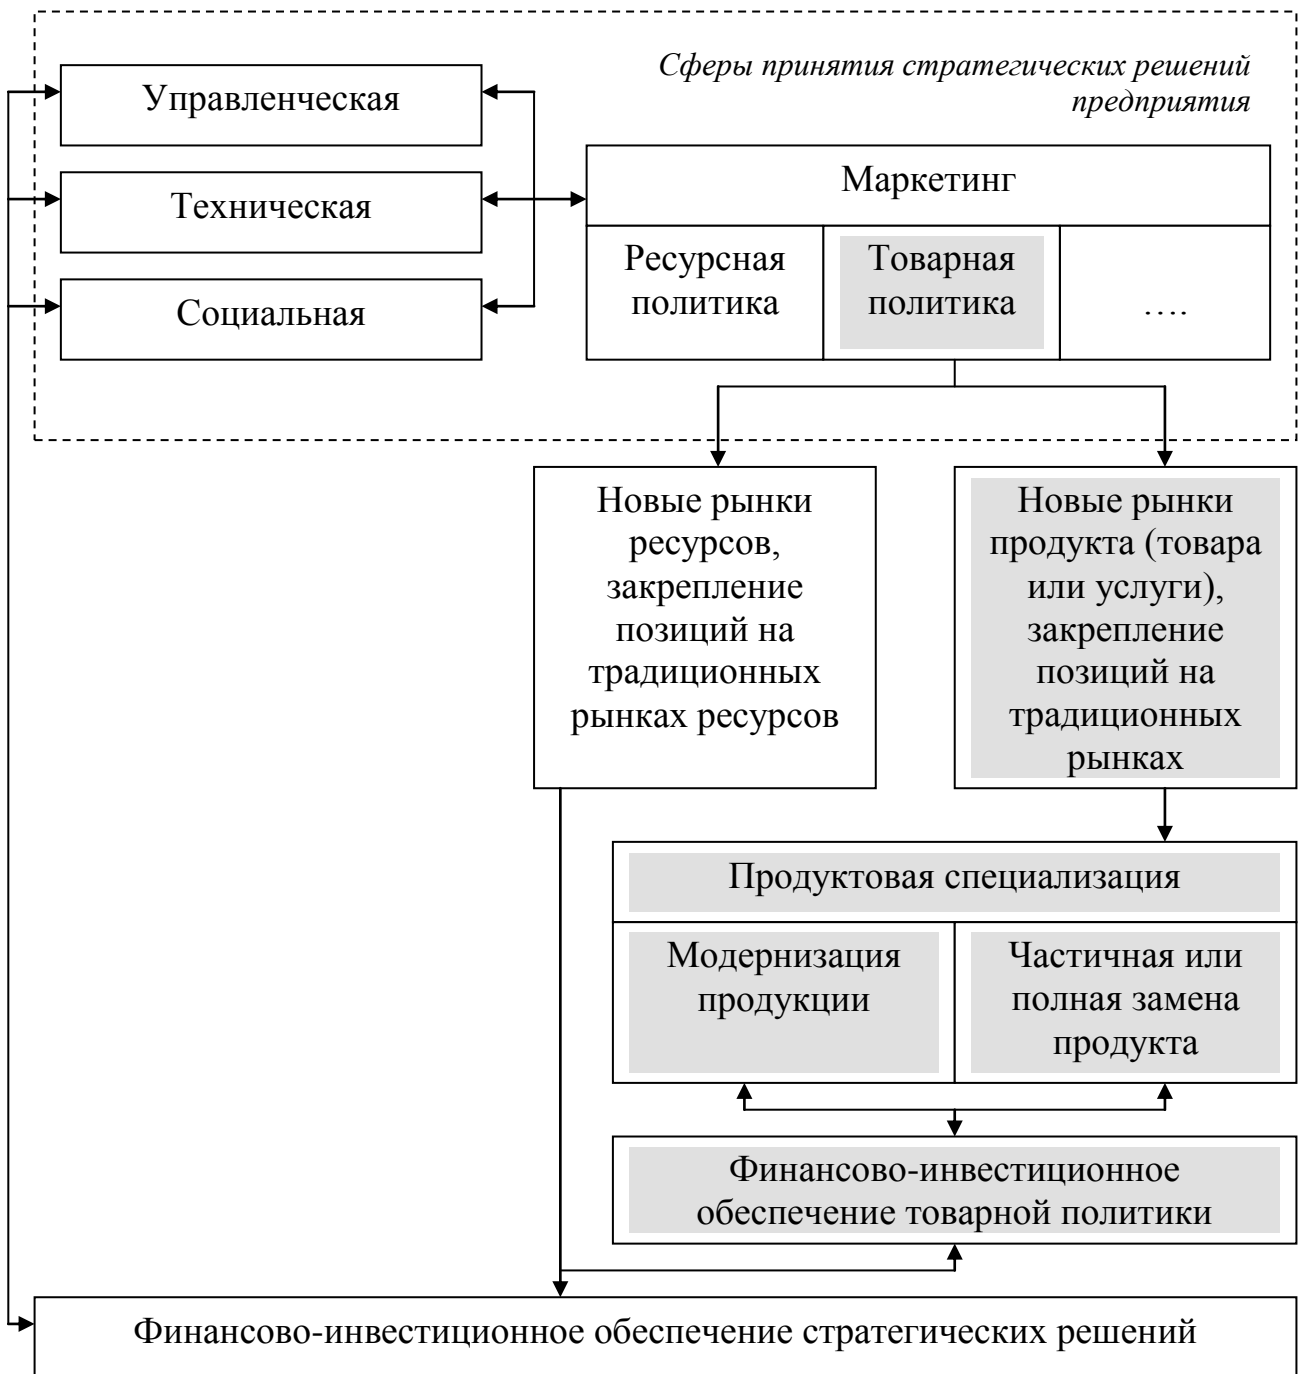 Сферы принятия стратегических решений
предприятия
Управленческая
Техническая
Социальная
Маркетинг
Ресурсная
политика
Товарная
политика
….
Новые рынки
ресурсов,
закрепление
позиций на
традиционных
рынках ресурсов
Новые рынки
продукта (товара
или услуги),
закрепление
позиций на
традиционных
рынках
Продуктовая специализация
Модернизация
продукции
Частичная или
полная замена
продукта
Финансово-инвестиционное
обеспечение товарной политики
Финансово-инвестиционное обеспечение стратегических решений